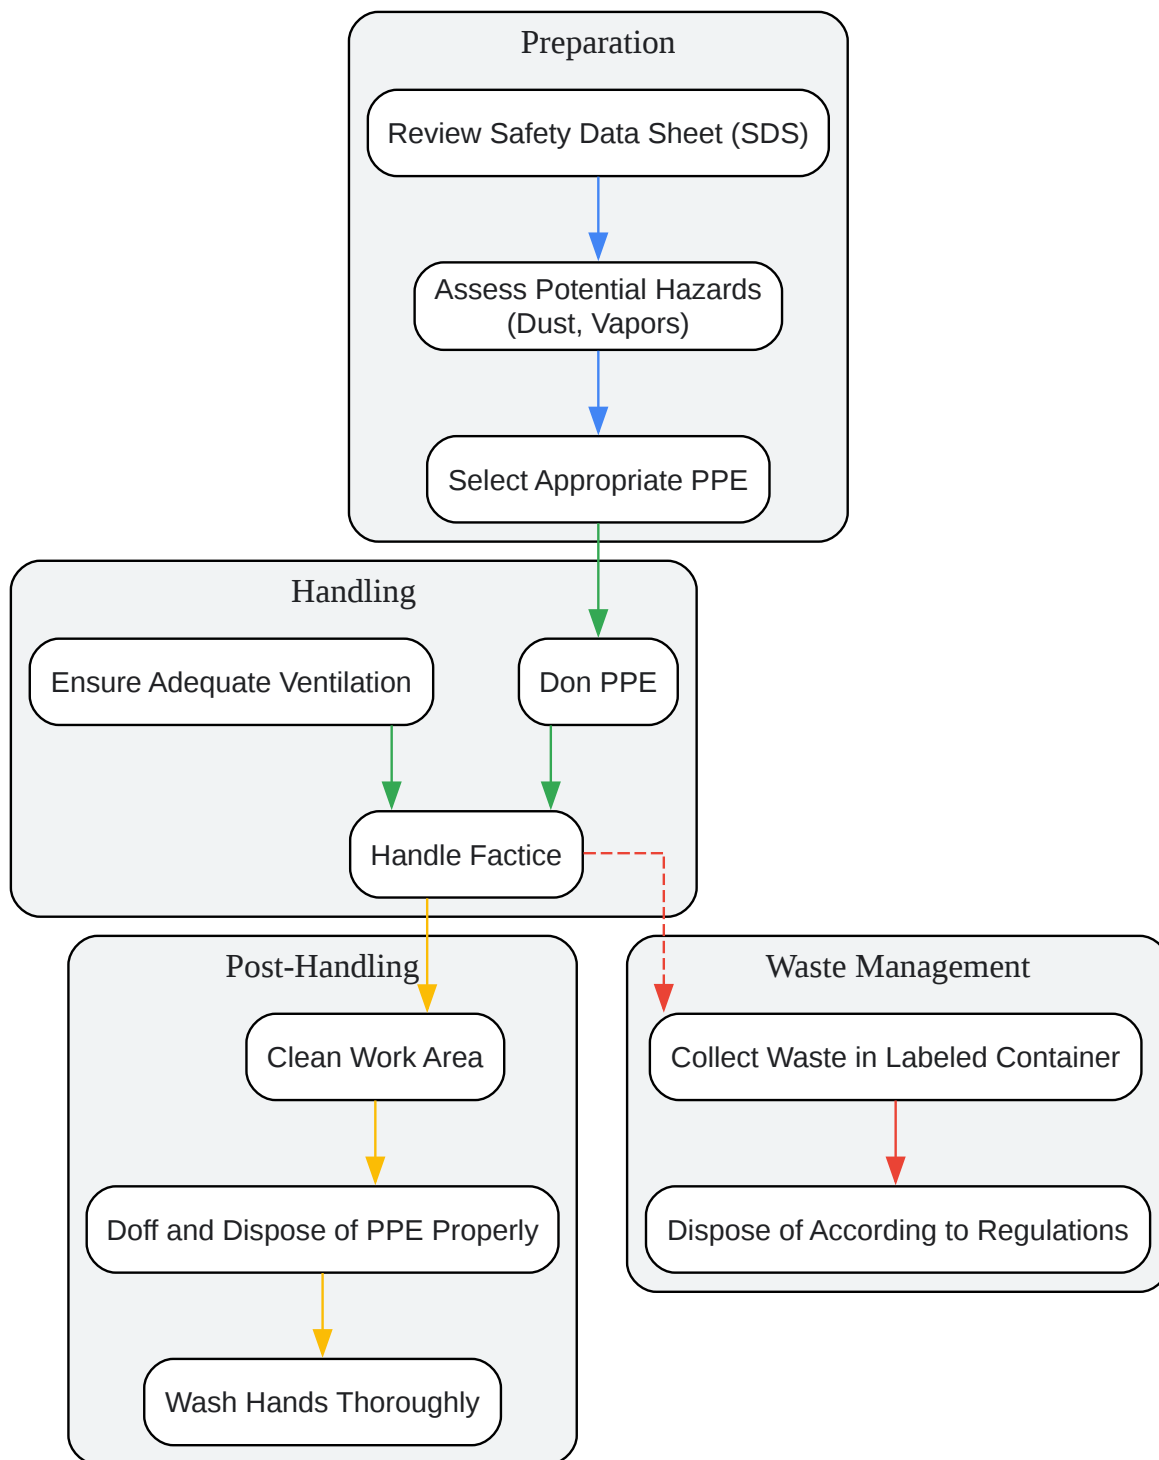 Preparation
Review Safety Data Sheet (SDS)
Assess Potential Hazards
(Dust, Vapors)
Select Appropriate PPE
Handling
Ensure Adequate Ventilation
Don PPE
Handle Factice
Post-Handling
Clean Work Area
Doff and Dispose of PPE Properly
Wash Hands Thoroughly
Waste Management
Collect Waste in Labeled Container
Dispose of According to Regulations